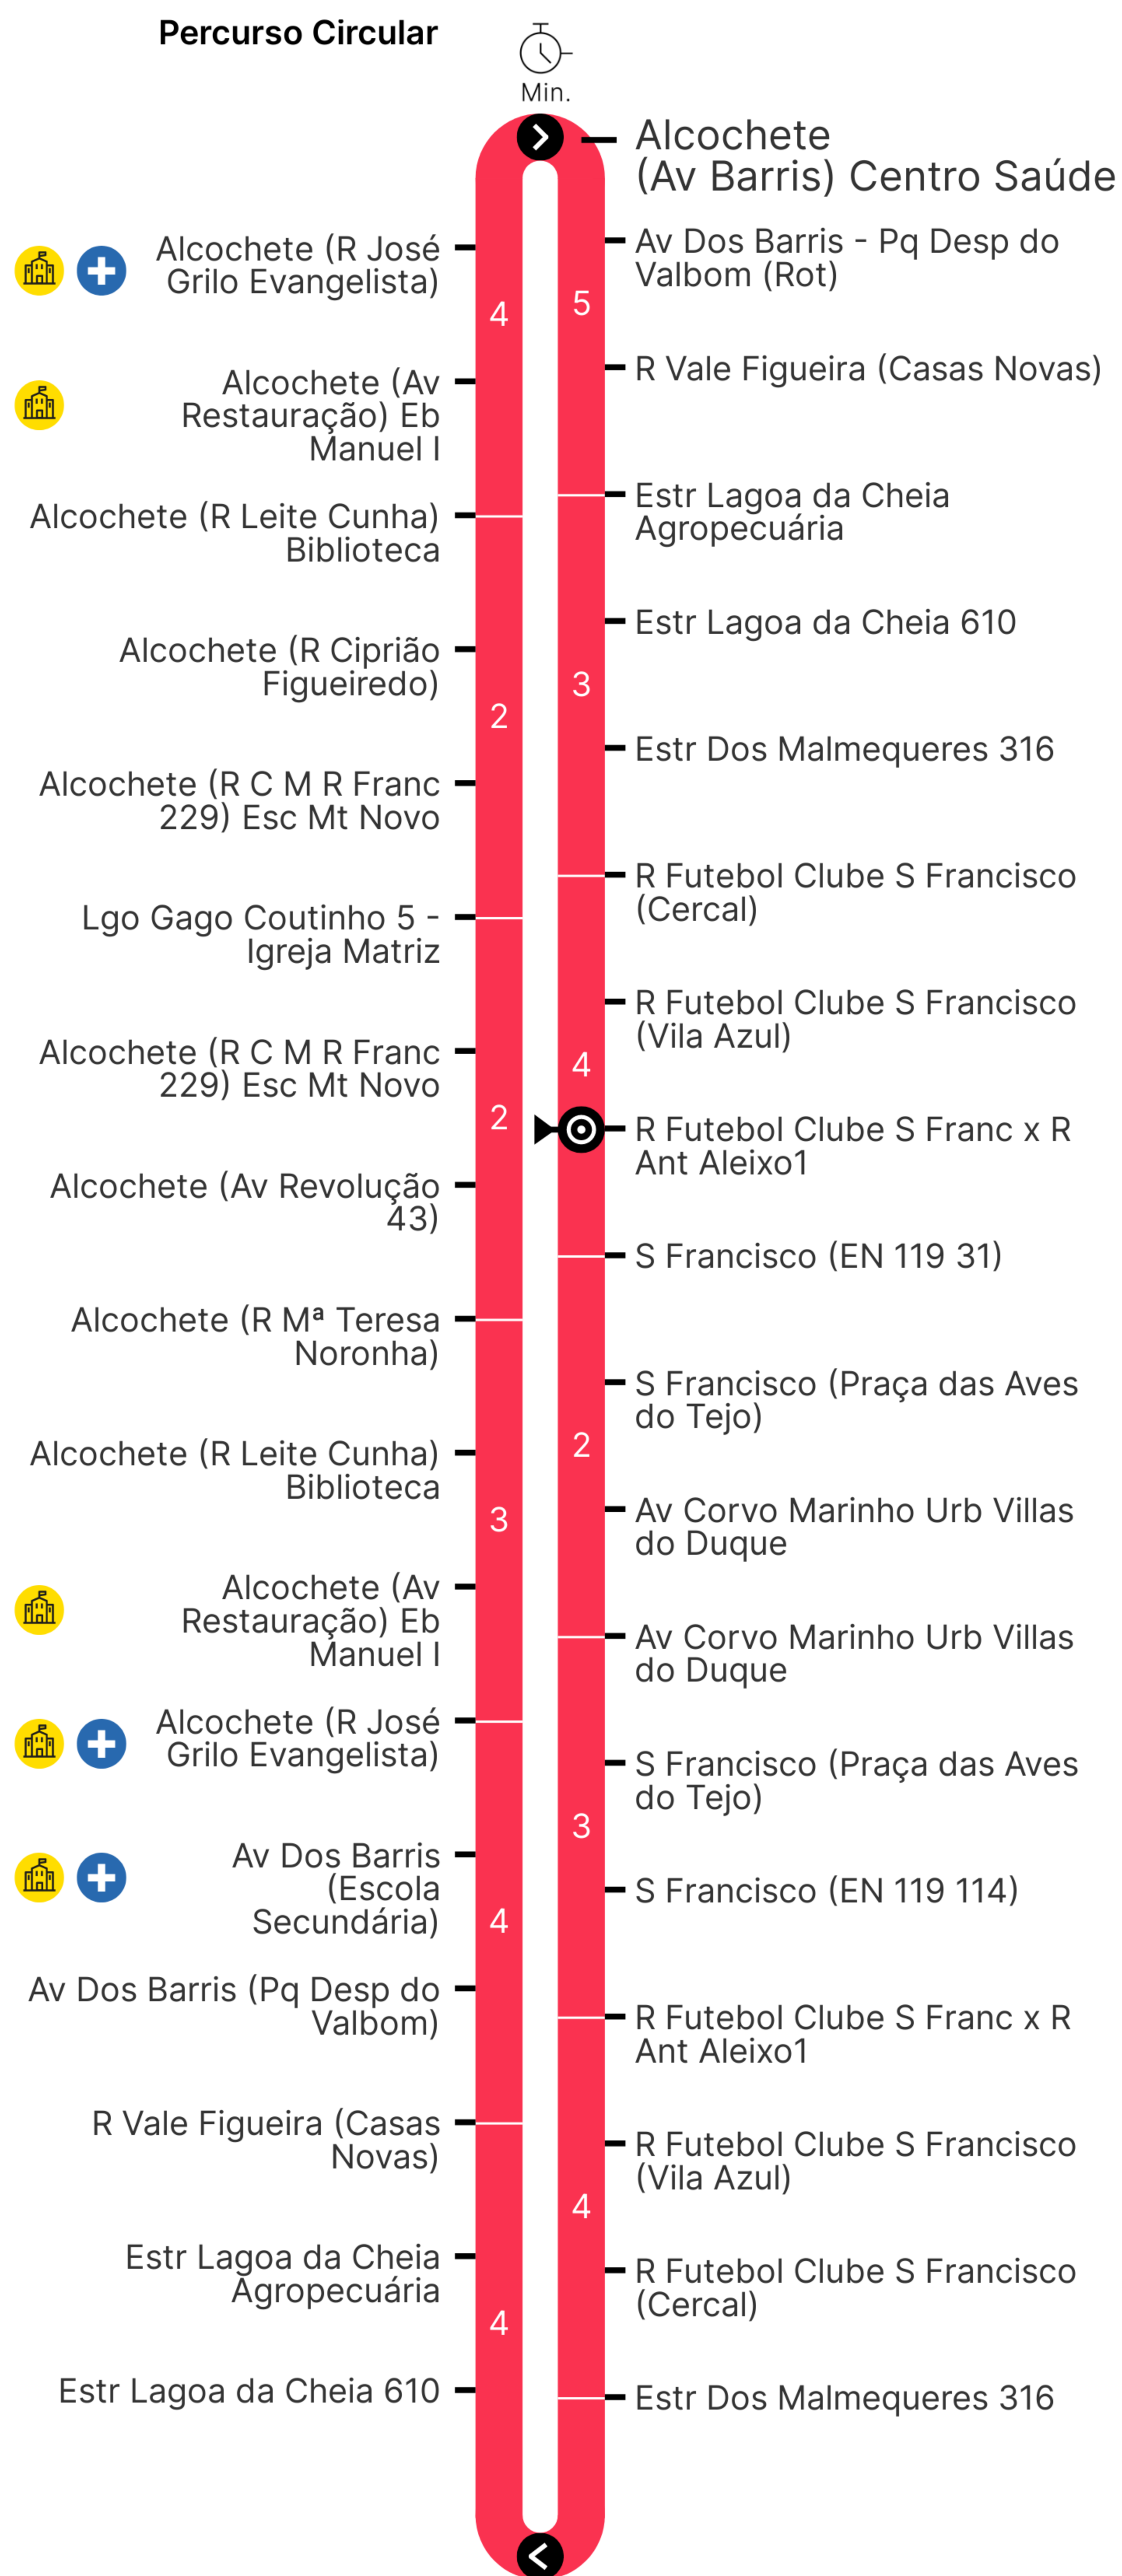 Percurso Circular
Min.
Alcochete
(Av Barris) Centro Saúde
Av Dos Barris - Pq Desp do
Valbom (Rot)
5
R Vale Figueira (Casas Novas)
Estr Lagoa da Cheia
Agropecuária
Estr Lagoa da Cheia 610
3
Estr Dos Malmequeres 316
R Futebol Clube S Francisco
(Cercal)
R Futebol Clube S Francisco
(Vila Azul)
4
R Futebol Clube S Franc x R
Ant Aleixo1
S Francisco (EN 119 31)
S Francisco (Praça das Aves
do Tejo)
2
Av Corvo Marinho Urb Villas
do Duque
Av Corvo Marinho Urb Villas
do Duque
S Francisco (Praça das Aves
do Tejo)
3
S Francisco (EN 119 114)
R Futebol Clube S Franc x R
Ant Aleixo1
R Futebol Clube S Francisco
(Vila Azul)
4
R Futebol Clube S Francisco
(Cercal)
Estr Dos Malmequeres 316
Alcochete (R José
Grilo Evangelista)
4
Alcochete (Av
Restauração) Eb
Manuel I
Alcochete (R Leite Cunha)
Biblioteca
Alcochete (R Ciprião
Figueiredo)
2
Alcochete (R C M R Franc
229) Esc Mt Novo
Lgo Gago Coutinho 5 -
Igreja Matriz
Alcochete (R C M R Franc
229) Esc Mt Novo
2
Alcochete (Av Revolução
43)
Alcochete (R Mª Teresa
Noronha)
Alcochete (R Leite Cunha)
Biblioteca
3
Alcochete (Av
Restauração) Eb
Manuel I
Alcochete (R José
Grilo Evangelista)
Av Dos Barris
(Escola
Secundária)
4
Av Dos Barris (Pq Desp do
Valbom)
R Vale Figueira (Casas
Novas)
Estr Lagoa da Cheia
Agropecuária
4
Estr Lagoa da Cheia 610